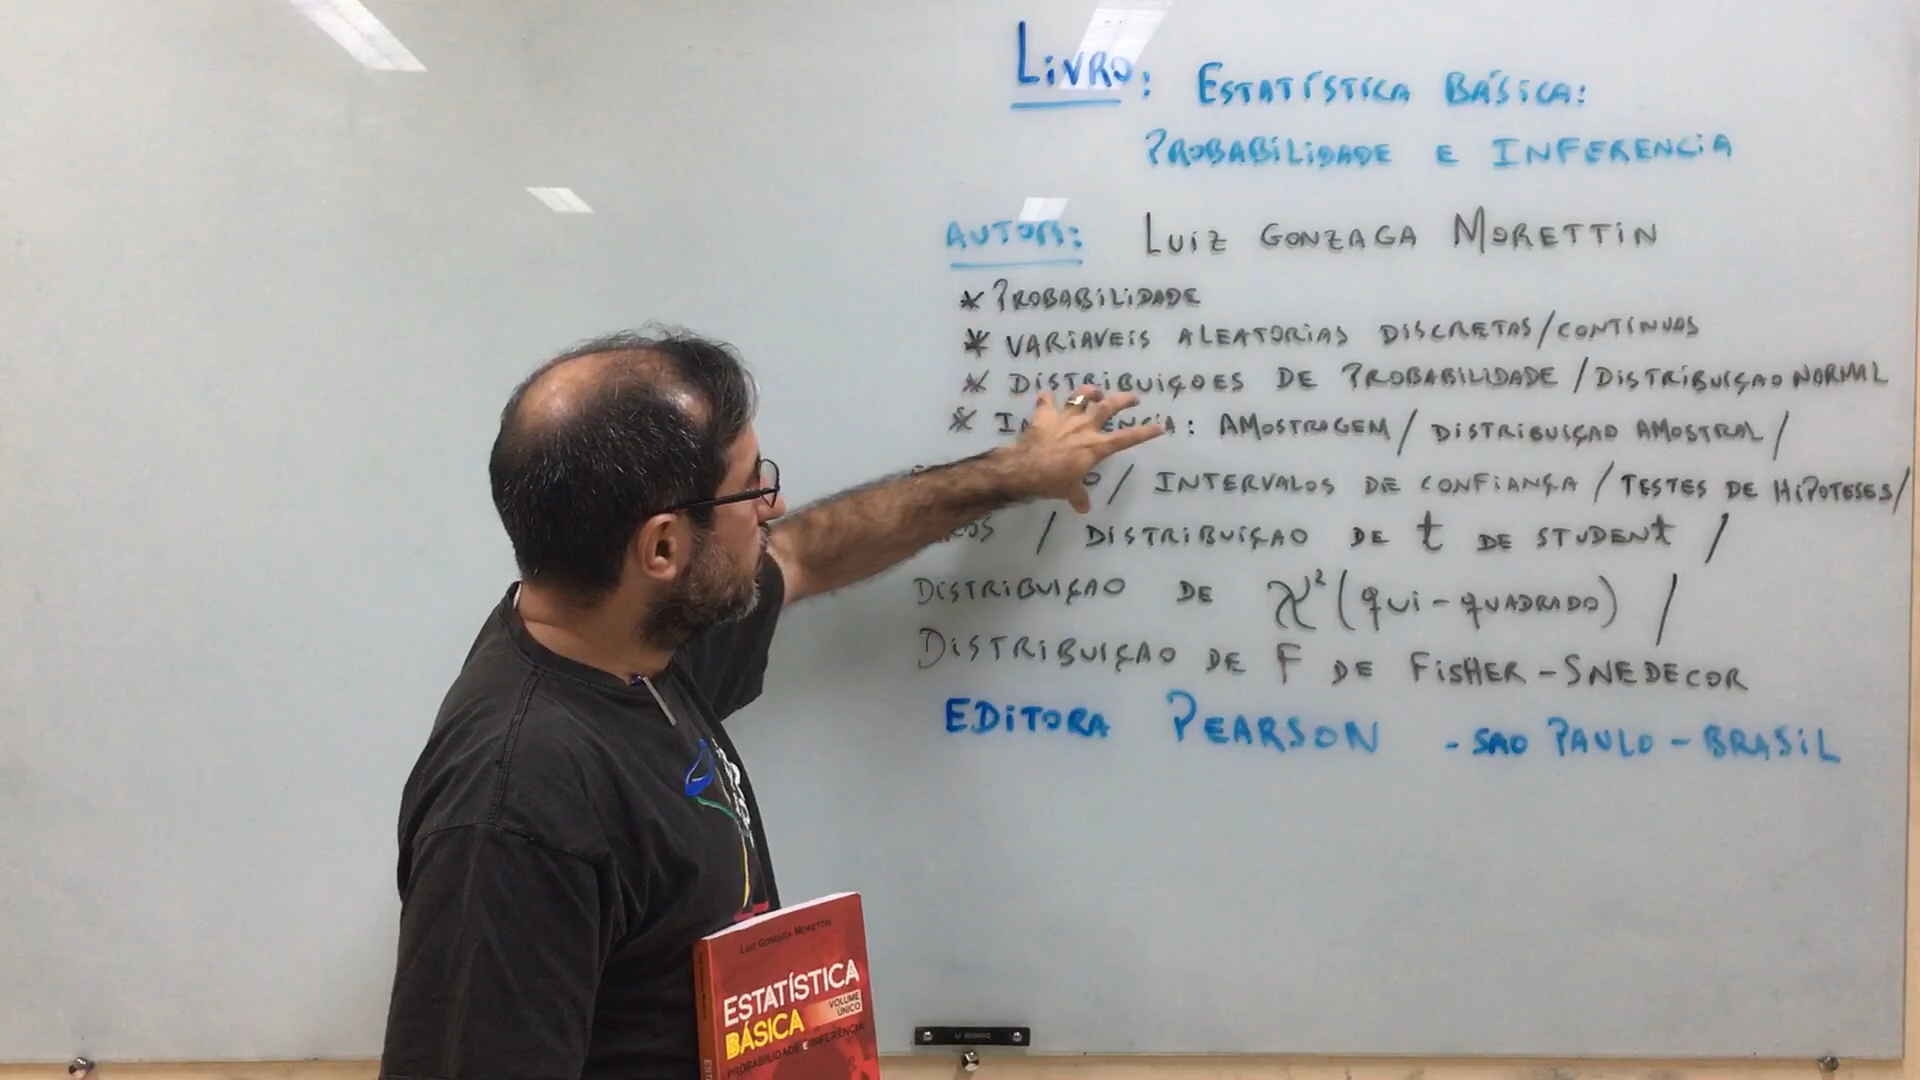 LIVRO: ESTATÍSTICA BÁSICA:
PROBABILIDADE E INFERENCIA
AUTOR: LUIZ GONZAGA MORETTIN
* PROBABILIDADE
* VARIAVEIS ALEATORIAS DISCRETAS/CONTINUAS
* DISTRIBUIÇOES DE PROBABILIDADE / DISTRIBUIÇAO NORMAL
* : AMOSTRAGEM / DISTRIBUIÇAO AMOSTRAL /
/ INTERVALOS DE CONFIANÇA / TESTES DE HIPOTESES/
/ DISTRIBUIÇAO DE t DE STUDENT /
DISTRIBUIÇAO DE χ² (qui-quadrado) /
DISTRIBUIÇAO DE F DE FISHER - SNEDECOR
EDITORA PEARSON - SAO PAULO - BRASIL
LUIZ GONZAGA MORETTIN
ESTATÍSTICA
BÁSICA
VOLUME
ÚNICO
PROBABILIDADE E INFERÊNCIA